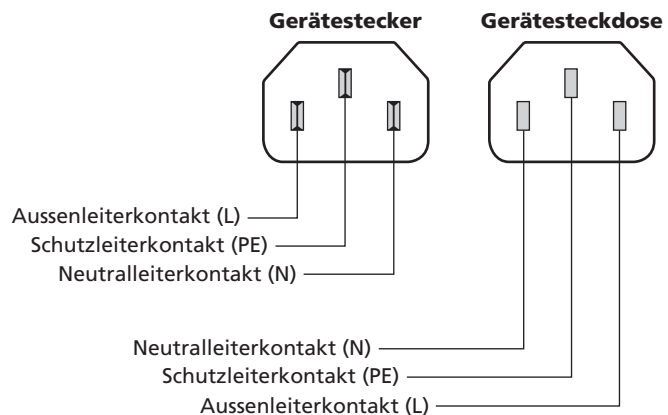 Gerätestecker
Gerätesteckdose
Aussenleiterkontakt (L)
Schutzleiterkontakt (PE)
Neutralleiterkontakt (N)
Neutralleiterkontakt (N)
Schutzleiterkontakt (PE)
Aussenleiterkontakt (L)